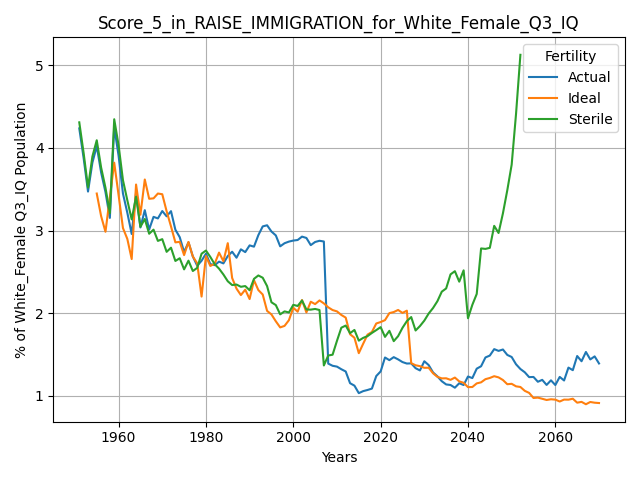 Score_5_in_RAISE_IMMIGRATION_for_White_Female_Q3_IQ
% of White_Female Q3_IQ Population
5
4
3
2
1
Fertility
Actual
Ideal
Sterile
1960 1980 2000 2020 2040 2060
Years